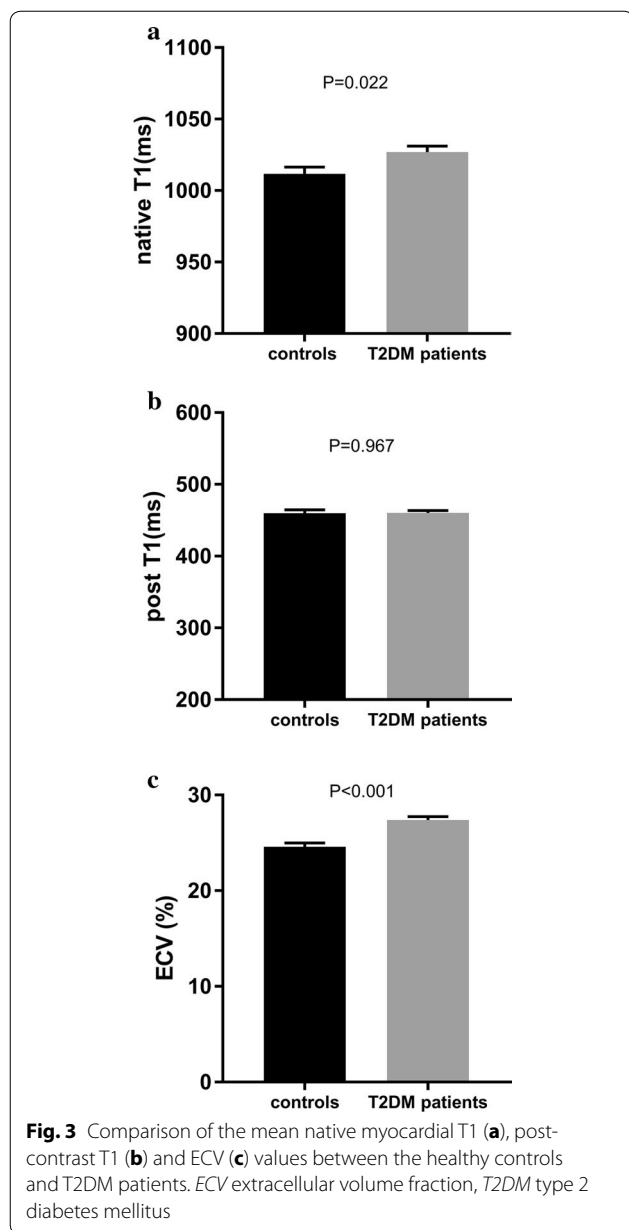 a
1100
P=0.022
1050
1000
950
900
native T1(ms)
controls T2DM patients
b
600
P=0.967
500
400
300
200
post T1(ms)
controls T2DM patients
c
P<0.001
30
20
10
0
ECV (%)
controls T2DM patients
Fig. 3 Comparison of the mean native myocardial T1 (a), post-
contrast T1 (b) and ECV (c) values between the healthy controls
and T2DM patients. ECV extracellular volume fraction, T2DM type 2
diabetes mellitus